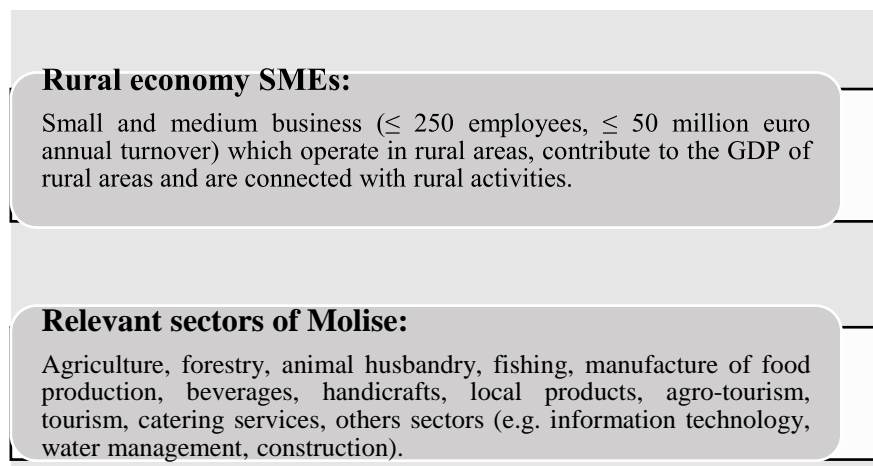 Rural economy SMEs:
Small and medium business (≤ 250 employees, ≤ 50 million euro
annual turnover) which operate in rural areas, contribute to the GDP of
rural areas and are connected with rural activities.
Relevant sectors of Molise:
Agriculture, forestry, animal husbandry, fishing, manufacture of food
production, beverages, handicrafts, local products, agro-tourism,
tourism, catering services, others sectors (e.g. information technology,
water management, construction).